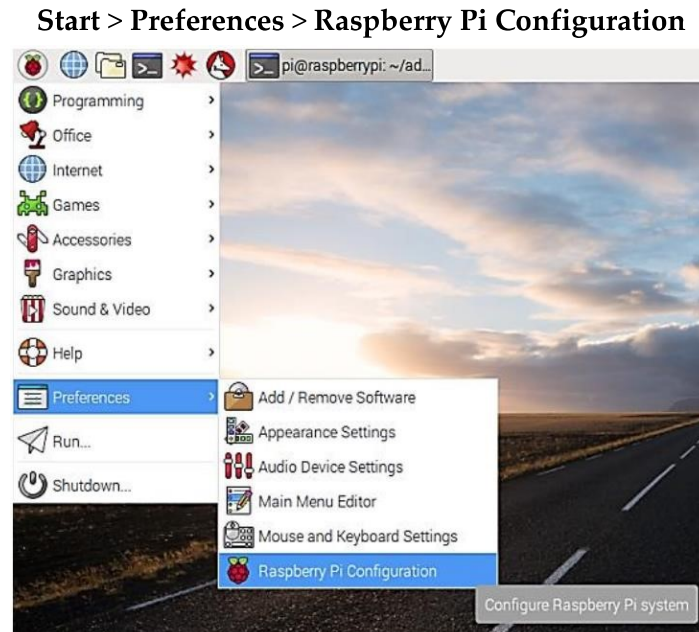 Start > Preferences > Raspberry Pi Configuration
pi@raspberrypi: ~/ad...
Programming
Office
Internet
Games
Accessories
Graphics
Sound & Video
Help
Preferences
Run...
Shutdown...
Add / Remove Software
Appearance Settings
Audio Device Settings
Main Menu Editor
Mouse and Keyboard Settings
Raspberry Pi Configuration
Configure Raspberry Pi system